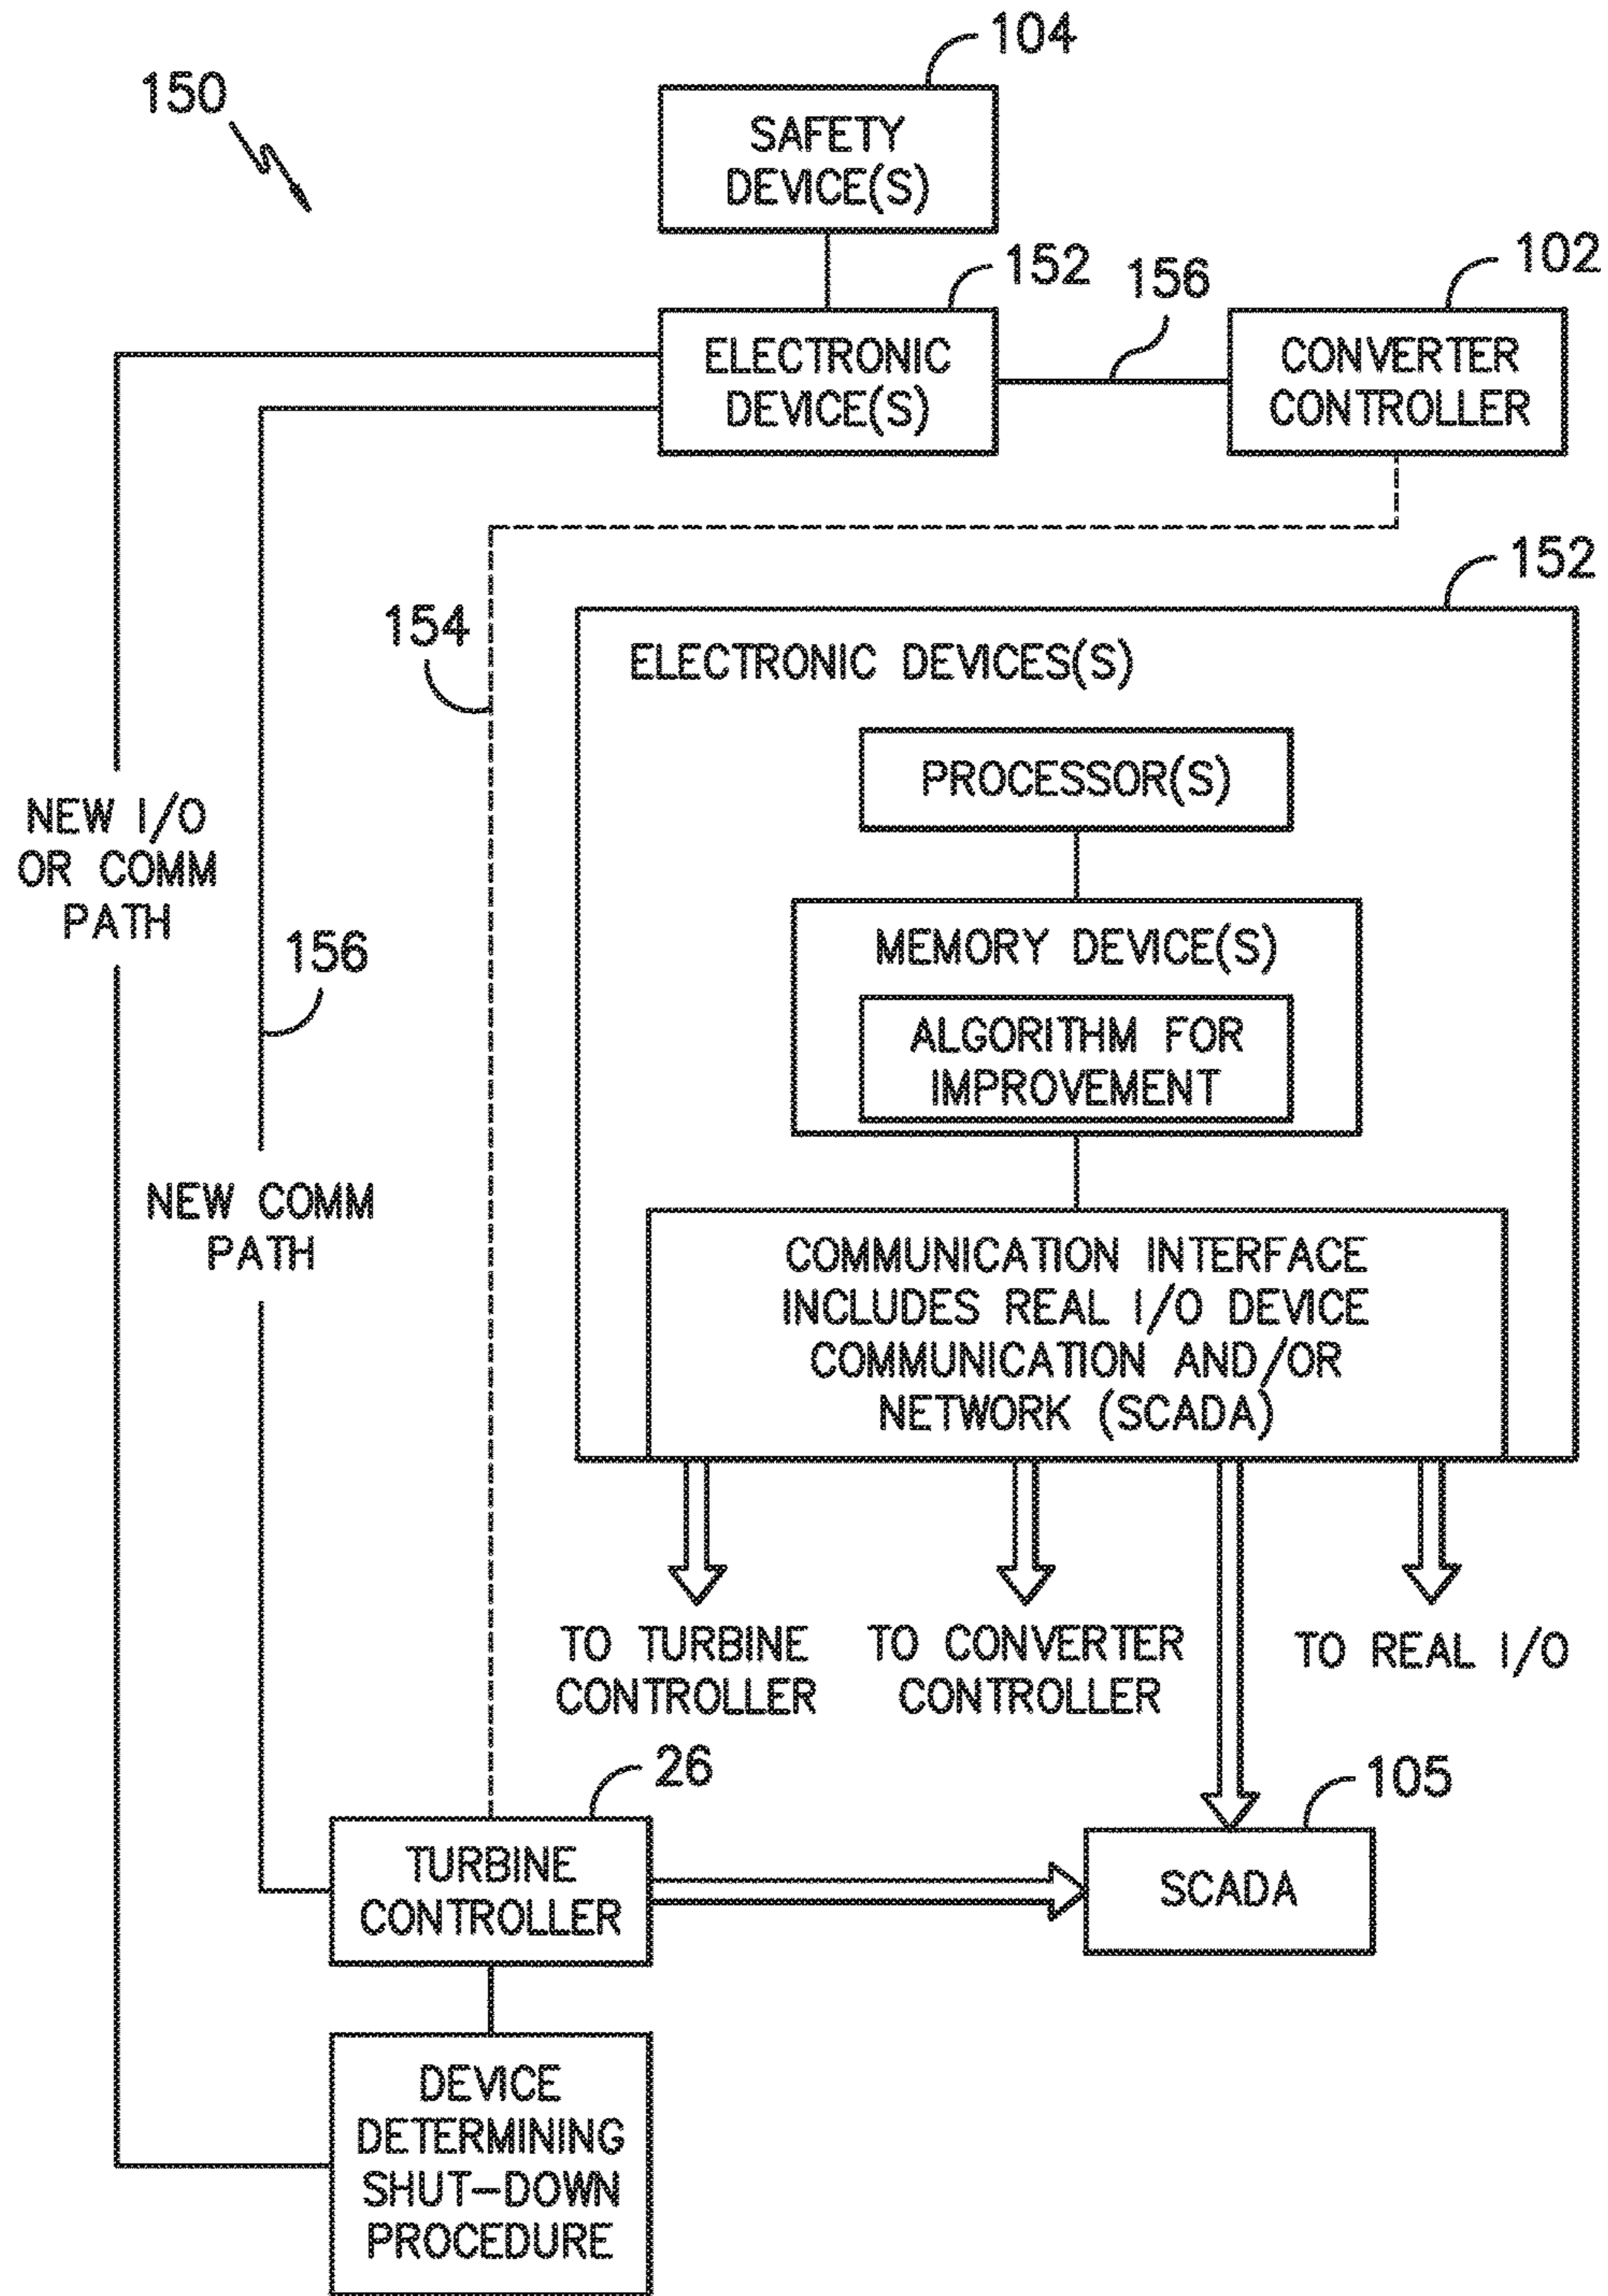 104
150
SAFETY
DEVICE(S)
152
156
102
ELECTRONIC
DEVICE(S)
CONVERTER
CONTROLLER
152
154
ELECTRONIC DEVICES(S)
PROCESSOR(S)
NEW I/O
OR COMM
PATH
156
MEMORY DEVICE(S)
ALGORITHM FOR
IMPROVEMENT
NEW COMM
PATH
COMMUNICATION INTERFACE
INCLUDES REAL I/O DEVICE
COMMUNICATION AND/OR
NETWORK (SCADA)
TO TURBINE
CONTROLLER
TO CONVERTER
CONTROLLER
TO REAL I/O
26
105
TURBINE
CONTROLLER
SCADA
DEVICE
DETERMINING
SHUT-DOWN
PROCEDURE